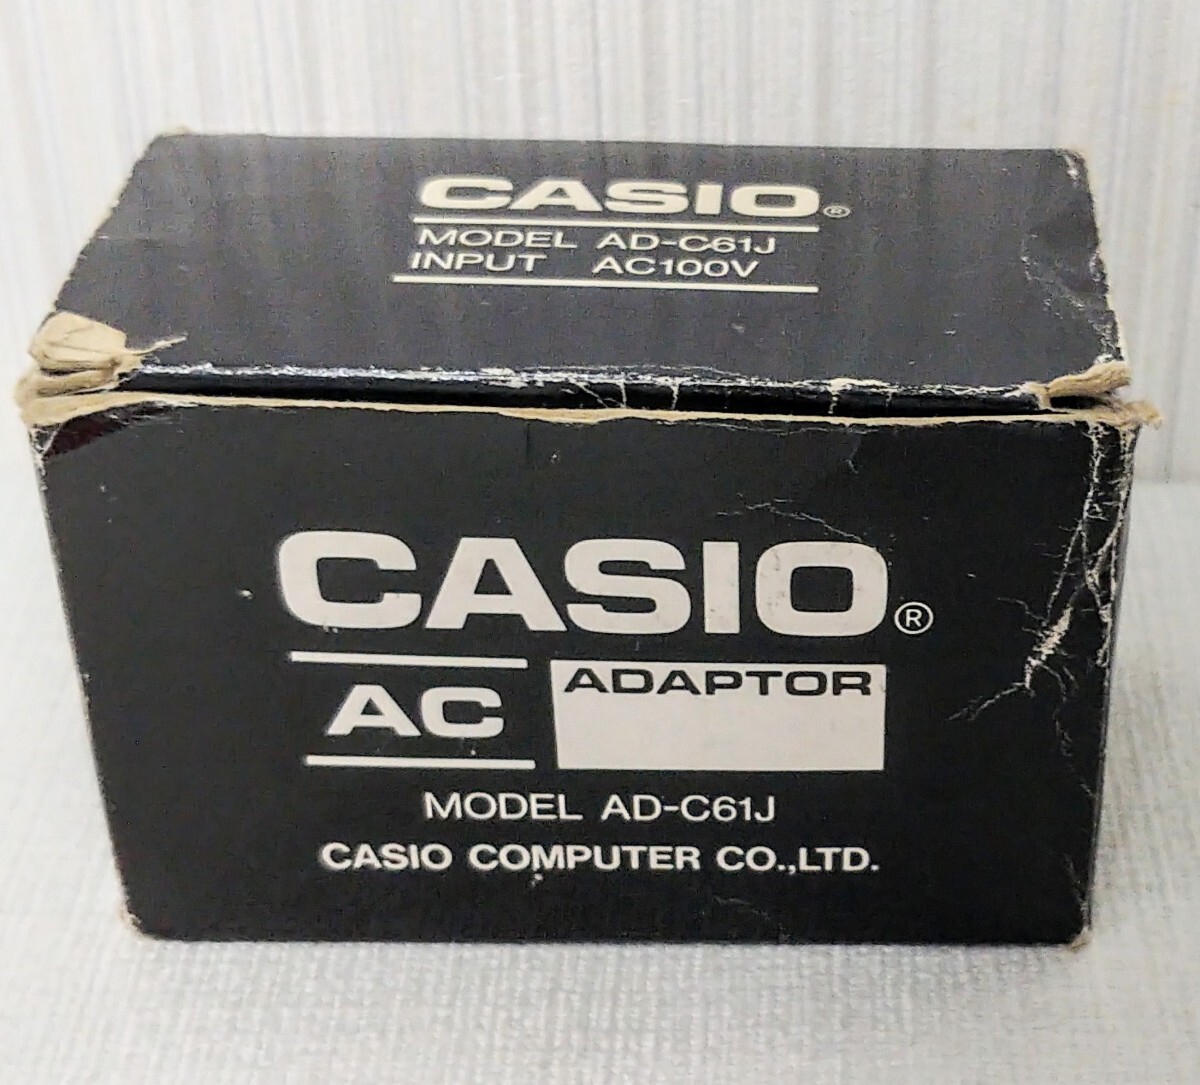 CASIO®
MODEL AD-C61J
INPUT AC100V
CASIO®
AC ADAPTOR
MODEL AD-C61J
CASIO COMPUTER CO.,LTD.